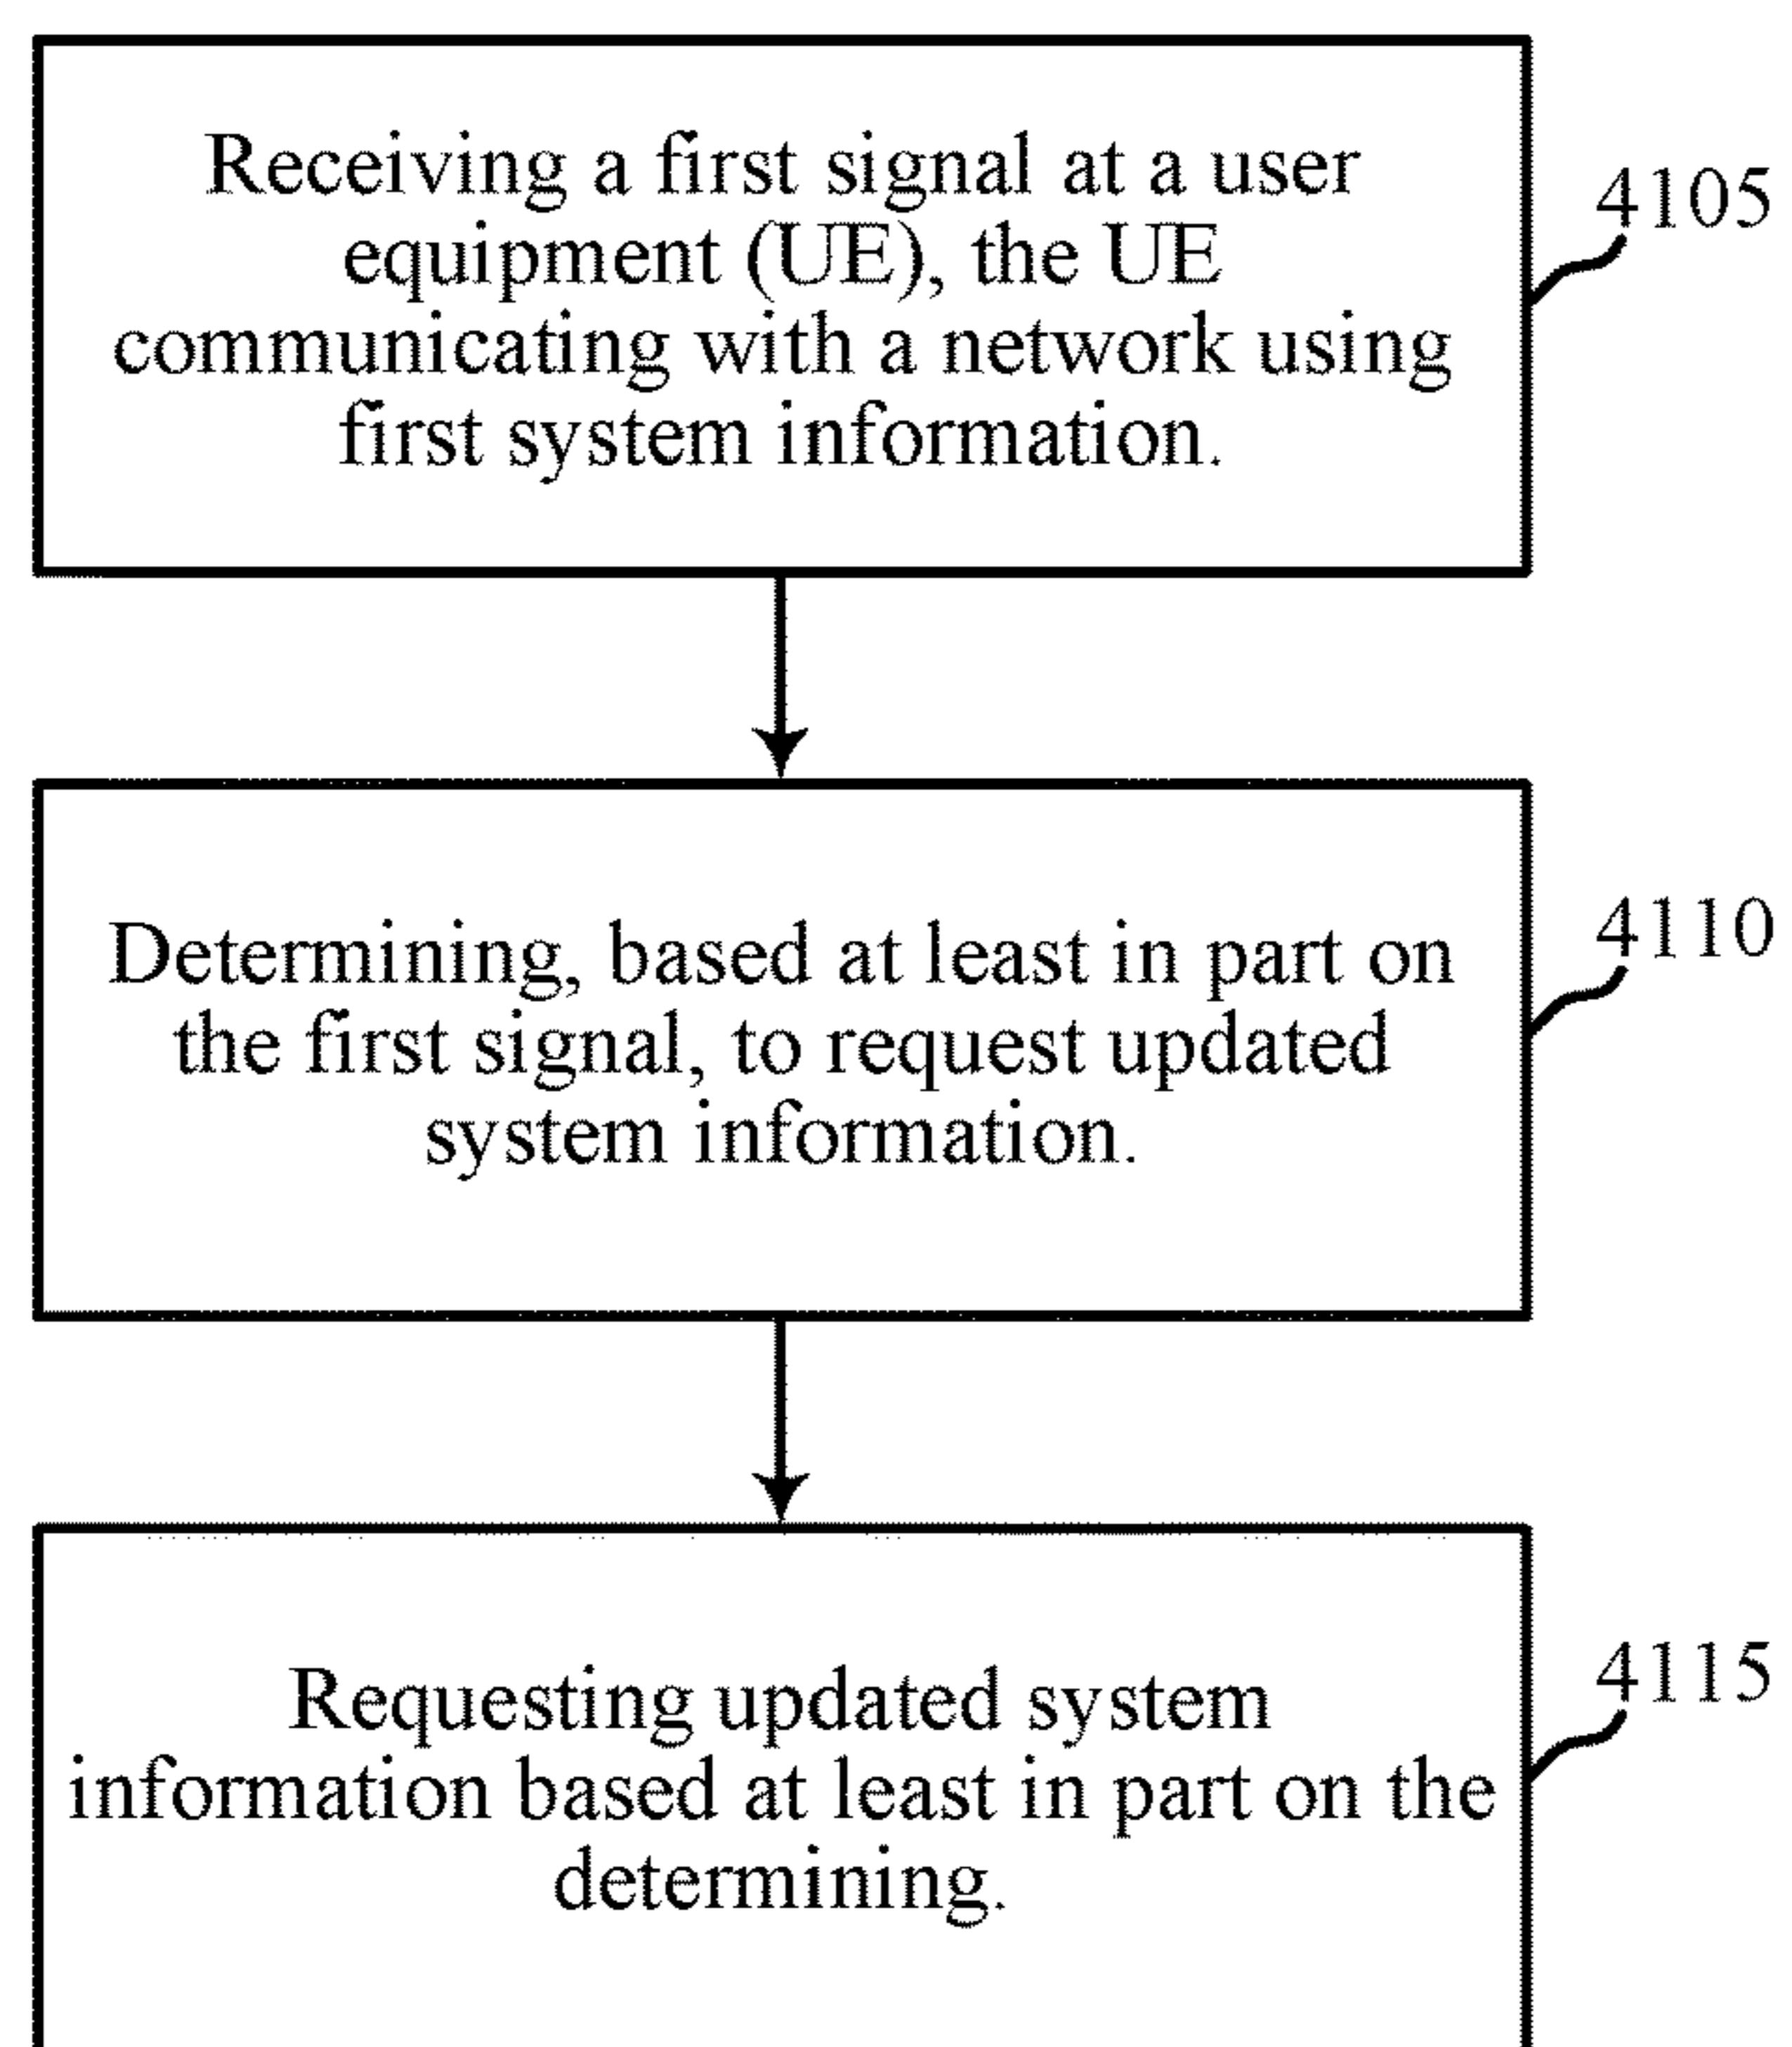 Receiving a first signal at a user
equipment (UE), the UE
communicating with a network using
first system information.
4105
Determining, based at least in part on
the first signal, to request updated
system information.
4110
Requesting updated system
information based at least in part on the
determining.
4115